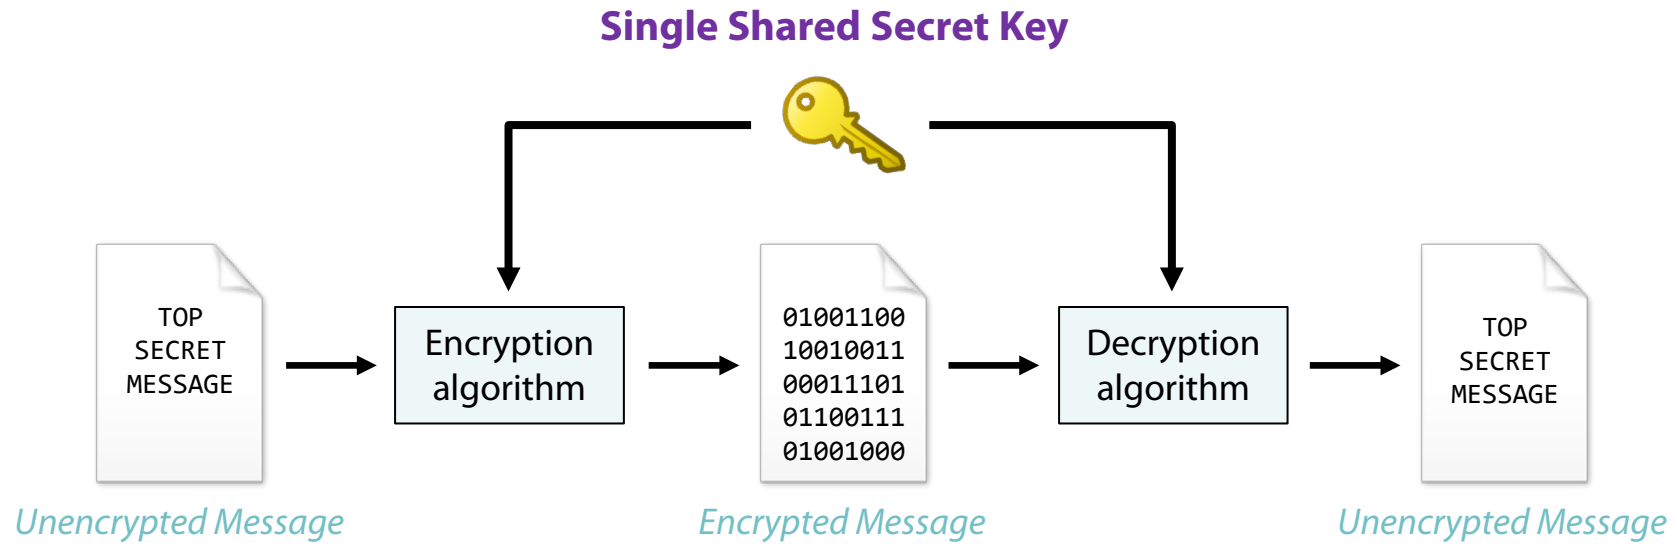 Single Shared Secret Key
TOP
SECRET
MESSAGE
Encryption
algorithm
01001100
10010011
00011101
01100111
01001000
Decryption
algorithm
TOP
SECRET
MESSAGE
Unencrypted Message
Encrypted Message
Unencrypted Message